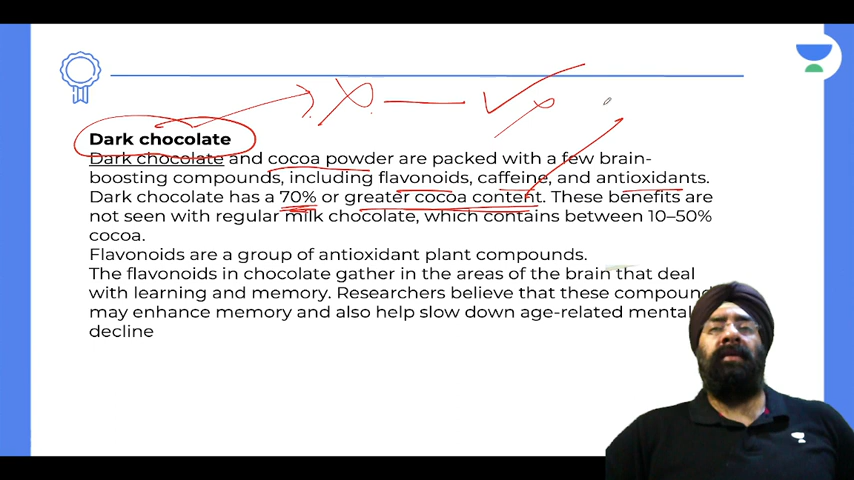 Dark chocolate
Dark chocolate and cocoa powder are packed with a few brain-
boosting compounds, including flavonoids, caffeine, and antioxidants.
Dark chocolate has a 70% or greater cocoa content. These benefits are
not seen with regular milk chocolate, which contains between 10–50%
cocoa.
Flavonoids are a group of antioxidant plant compounds.
The flavonoids in chocolate gather in the areas of the brain that deal
with learning and memory. Researchers believe that these compound
may enhance memory and also help slow down age-related mental
decline